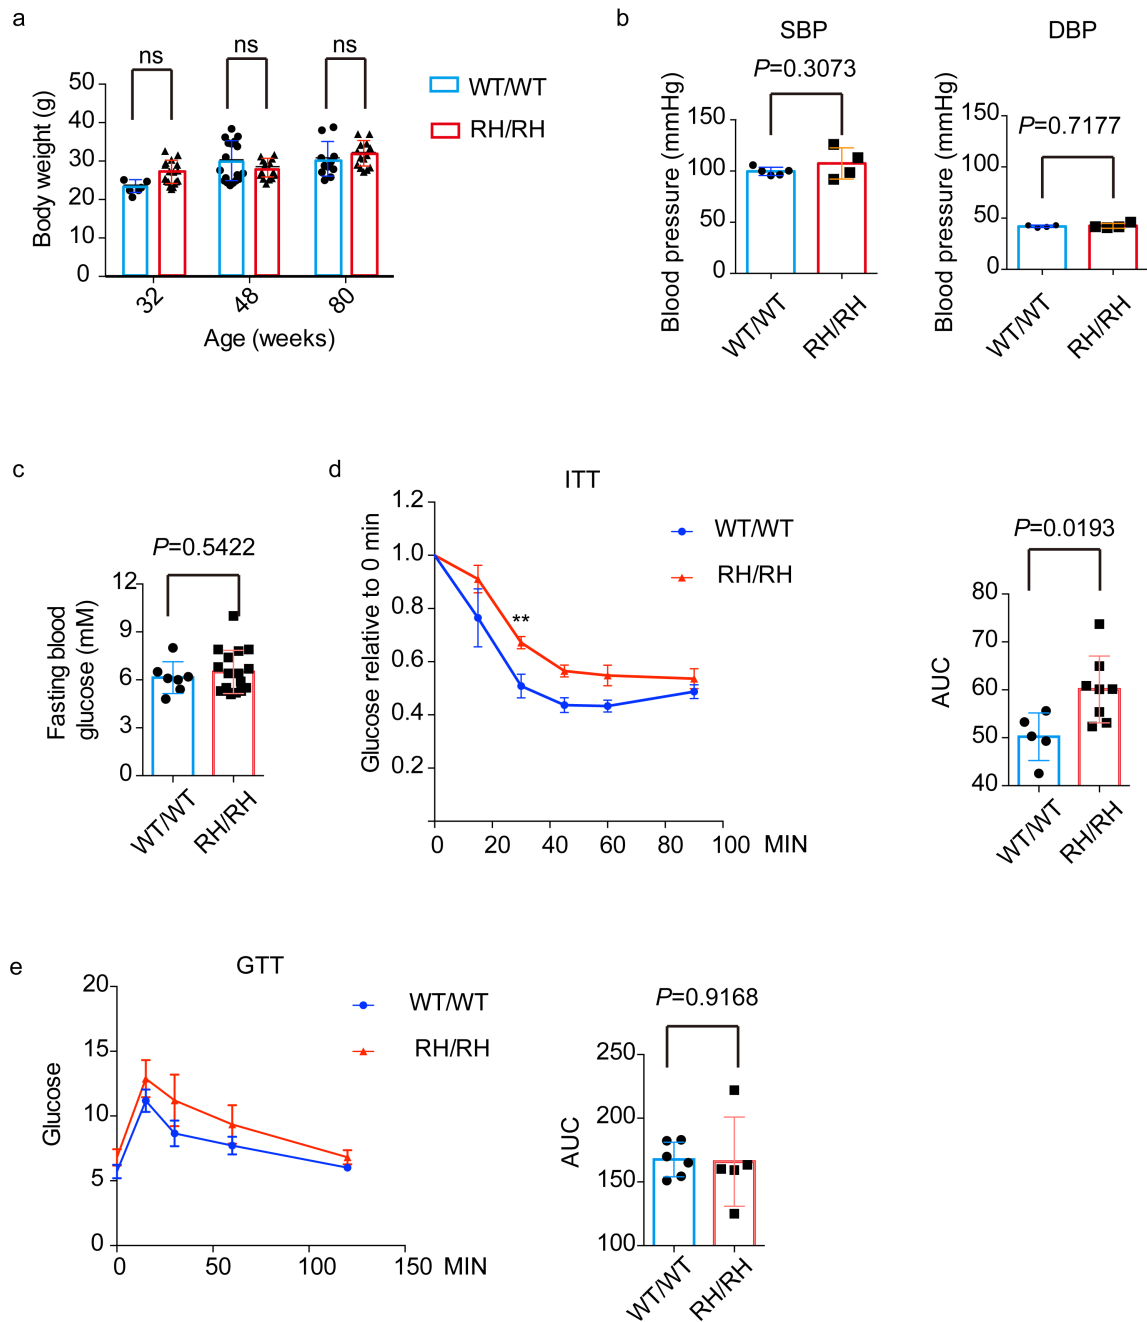 a
ns
ns
ns
Body weight (g)
50
40
30
20
10
0
32
48
80
Age (weeks)
WT/WT
RH/RH
b
SBP
P=0.3073
Blood pressure (mmHg)
150
100
50
0
WT/WT
RH/RH
DBP
P=0.7177
Blood pressure (mmHg)
150
100
50
0
WT/WT
RH/RH
c
P=0.5422
Fasting blood
glucose (mM)
12
9
6
3
0
WT/WT
RH/RH
d
ITT
Glucose relative to 0 min
1.2
1.0
0.8
0.6
0.4
0.2
**
0
20
40
60
80
100
MIN
WT/WT
RH/RH
P=0.0193
AUC
80
70
60
50
40
WT/WT
RH/RH
e
GTT
Glucose
20
15
10
5
0
0
50
100
150
MIN
WT/WT
RH/RH
P=0.9168
AUC
250
200
150
100
WT/WT
RH/RH